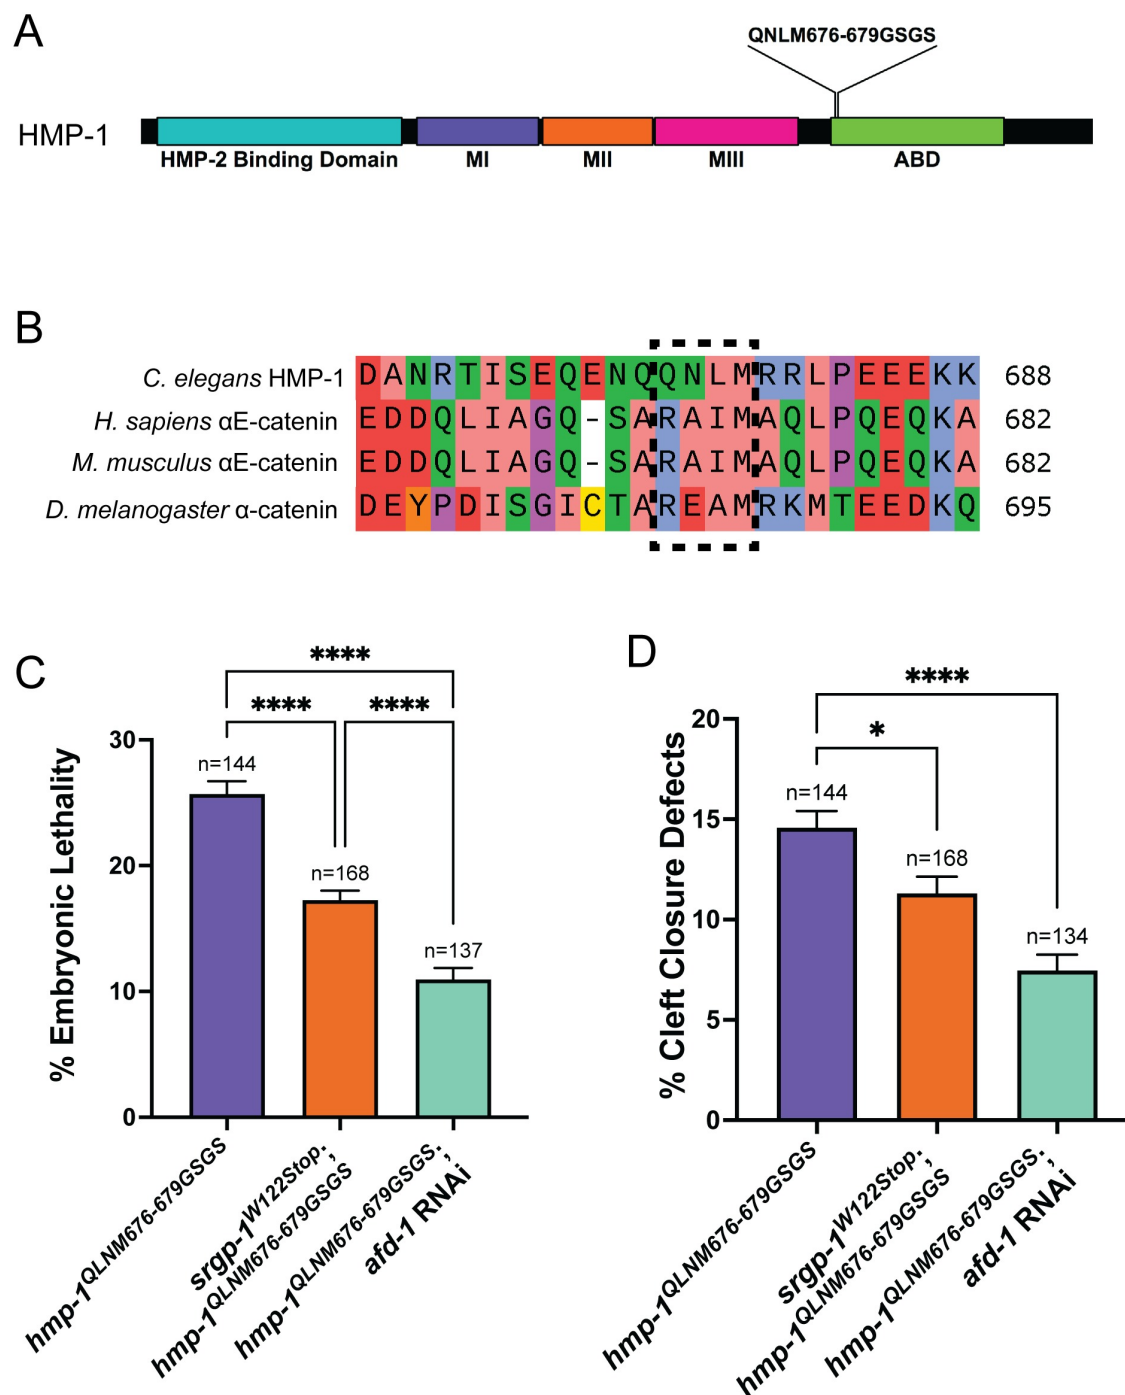 A
QNLM676-679GSGS
HMP-1
HMP-2 Binding Domain
MI
MII
MIII
ABD
B
C. elegans HMP-1 DANRTISEQENQQNLMRRLPEEEKK 688
H. sapiens αE-catenin EDDQLIAGQ-SARAIMAQLPQEQKA 682
M. musculus αE-catenin EDDQLIAGQ-SARAIMAQLPQEQKA 682
D. melanogaster α-catenin DEYPDISGICTAREAMRKMTEEDKQ 695
C
****
****
****
% Embryonic Lethality
30
20
10
0
n=144
n=168
n=137
hmp-1QLNM676-679GSGS
srgp-1W122Stop;
hmp-1QLNM676-679GSGS
hmp-1QLNM676-679GSGS;
afd-1 RNAi
D
****
*
% Cleft Closure Defects
20
15
10
5
0
n=144
n=168
n=134
hmp-1QLNM676-679GSGS
srgp-1W122Stop;
hmp-1QLNM676-679GSGS
hmp-1QLNM676-679GSGS;
afd-1 RNAi